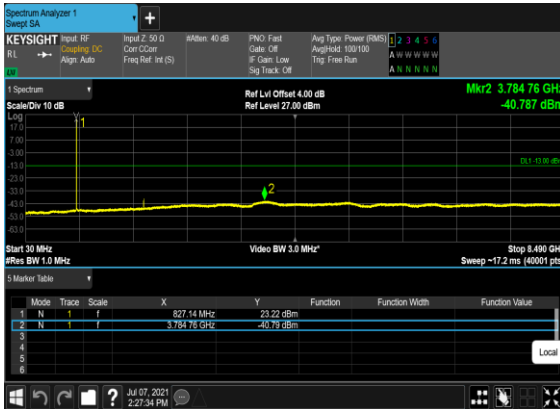 Spectrum Analyzer 1
Swept SA
+
KEYSIGHT Input: RF Input Z: 50 Ω #Atten: 40 dB PNO: Fast Avg Type: Power (RMS) 1 2 3 4 5 6
RL Coupling: DC Corr CCorr Gate: Off Avg|Hold: 100/100 A W W W W W
Align: Auto Freq Ref: Int (S) IF Gain: Low Trig: Free Run
Sig Track: Off A N N N N N
1 Spectrum Ref Lvl Offset 4.00 dB Mkr2 3.784 76 GHz
Scale/Div 10 dB Ref Level 27.00 dBm -40.787 dBm
Log
17.0
7.00
-3.00
-13.0
-23.0
-33.0
-43.0
-53.0
-63.0
1
DL1 -13.00 dBm
2
Start 30 MHz Video BW 3.0 MHz* Stop 8.490 GHz
#Res BW 1.0 MHz Sweep ~17.2 ms (40001 pts)
5 Marker Table
Mode Trace Scale X Y Function Function Width Function Value
1 N 1 f 827.14 MHz 23.22 dBm
2 N 1 f 3.784 76 GHz -40.79 dBm
3
4
5
6
Local
? Jul 07, 2021
2:27:34 PM